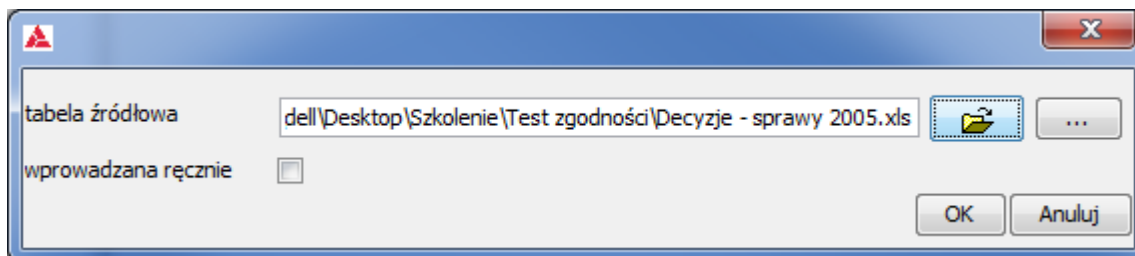 tabela źródłowa dell\Desktop\Szkolenie\Test zgodności\Decyzje - sprawy 2005.xls ...
wprowadzana ręcznie
OK Anuluj